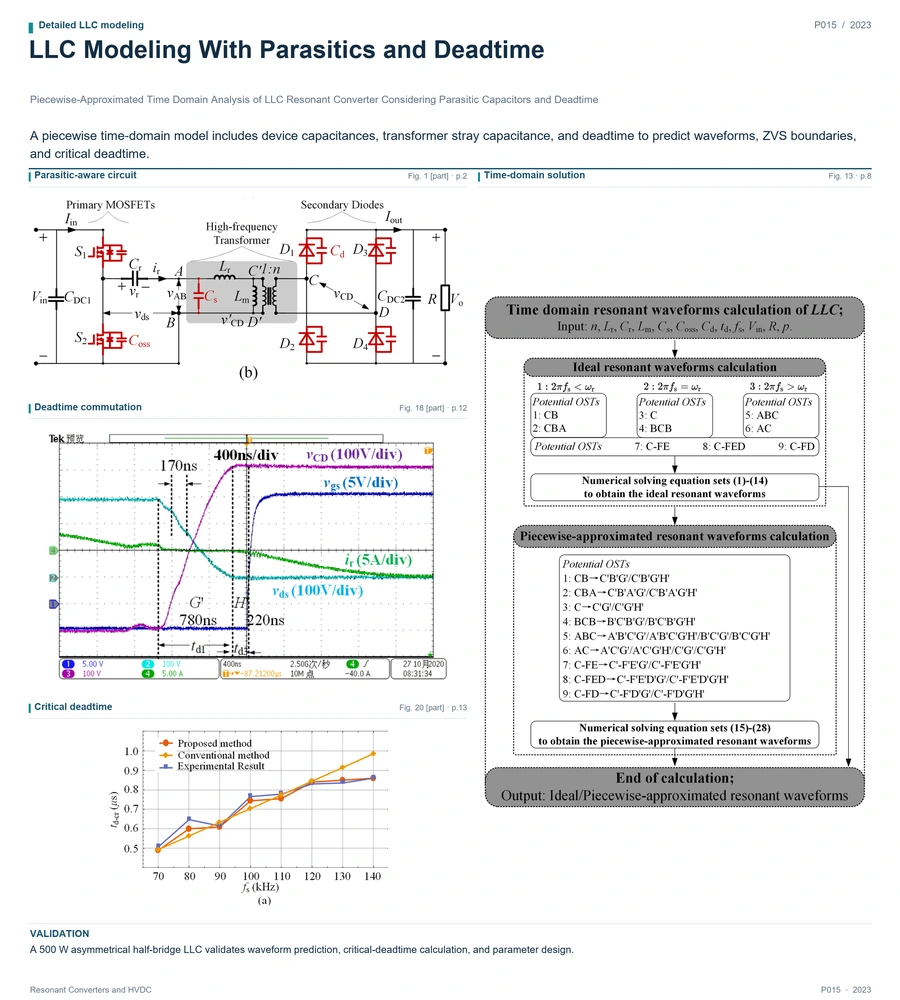 Detailed LLC modeling
P015 / 2023
LLC Modeling With Parasitics and Deadtime
Piecewise-Approximated Time Domain Analysis of LLC Resonant Converter Considering Parasitic Capacitors and Deadtime
A piecewise time-domain model includes device capacitances, transformer stray capacitance, and deadtime to predict waveforms, ZVS boundaries,
and critical deadtime.
Parasitic-aware circuit
Fig. 1 [part] · p.2
Primary MOSFETs
Secondary Diodes
Iin
Iout
High-frequency
Transformer
S1
Cr
ir
A
Lr
C'
1:n
D1
Cd
D3
+ vr −
C
Vin
CDC1
vAB
Cs
Lm
vCD
CDC2
R
Vo
vds
B
v'CD
D'
D
S2
Coss
D2
D4
(b)
Deadtime commutation
Fig. 18 [part] · p.12
Tek 预览
400ns/div
vCD (100V/div)
170ns
vgs (5V/div)
ir (5A/div)
vds (100V/div)
G'
H'
780ns
220ns
td1
1 5.00 V
2 100 V
3 100 V
4 5.00 A
400ns
−87.21200µs
2.50G次/秒
10M 点
4
−40.0 A
27 10月2020
08:31:34
Critical deadtime
Fig. 20 [part] · p.13
Proposed method
Conventional method
Experimental Result
1.0
0.9
0.8
0.7
0.6
0.5
td-cr (µs)
70 80 90 100 110 120 130 140
fs (kHz)
(a)
Time-domain solution
Fig. 13 · p.8
Time domain resonant waveforms calculation of LLC;
Input: n, Lr, Cr, Lm, Cs, Coss, Cd, td, fs, Vin, R, p.
Ideal resonant waveforms calculation
1 : 2πfs < ωr
2 : 2πfs = ωr
3 : 2πfs > ωr
Potential OSTs
1: CB
2: CBA
Potential OSTs
3: C
4: BCB
Potential OSTs
5: ABC
6: AC
Potential OSTs 7: C-FE 8: C-FED 9: C-FD
Numerical solving equation sets (1)-(14)
to obtain the ideal resonant waveforms
Piecewise-approximated resonant waveforms calculation
Potential OSTs
1: CB→C'B'G'/C'B'G'H'
2: CBA→C'B'A'G'/C'B'A'G'H'
3: C→C'G'/C'G'H'
4: BCB→B'C'B'G'/B'C'B'G'H'
5: ABC→A'B'C'G'/A'B'C'G'H'/B'C'G'/B'C'G'H'
6: AC→A'C'G'/A'C'G'H'/C'G'/C'G'H'
7: C-FE→C'-F'E'G'/C'-F'E'G'H'
8: C-FED→C'-F'E'D'G'/C'-F'E'D'G'H'
9: C-FD→C'-F'D'G'/C'-F'D'G'H'
Numerical solving equation sets (15)-(28)
to obtain the piecewise-approximated resonant waveforms
End of calculation;
Output: Ideal/Piecewise-approximated resonant waveforms
VALIDATION
A 500 W asymmetrical half-bridge LLC validates waveform prediction, critical-deadtime calculation, and parameter design.
Resonant Converters and HVDC
P015 · 2023